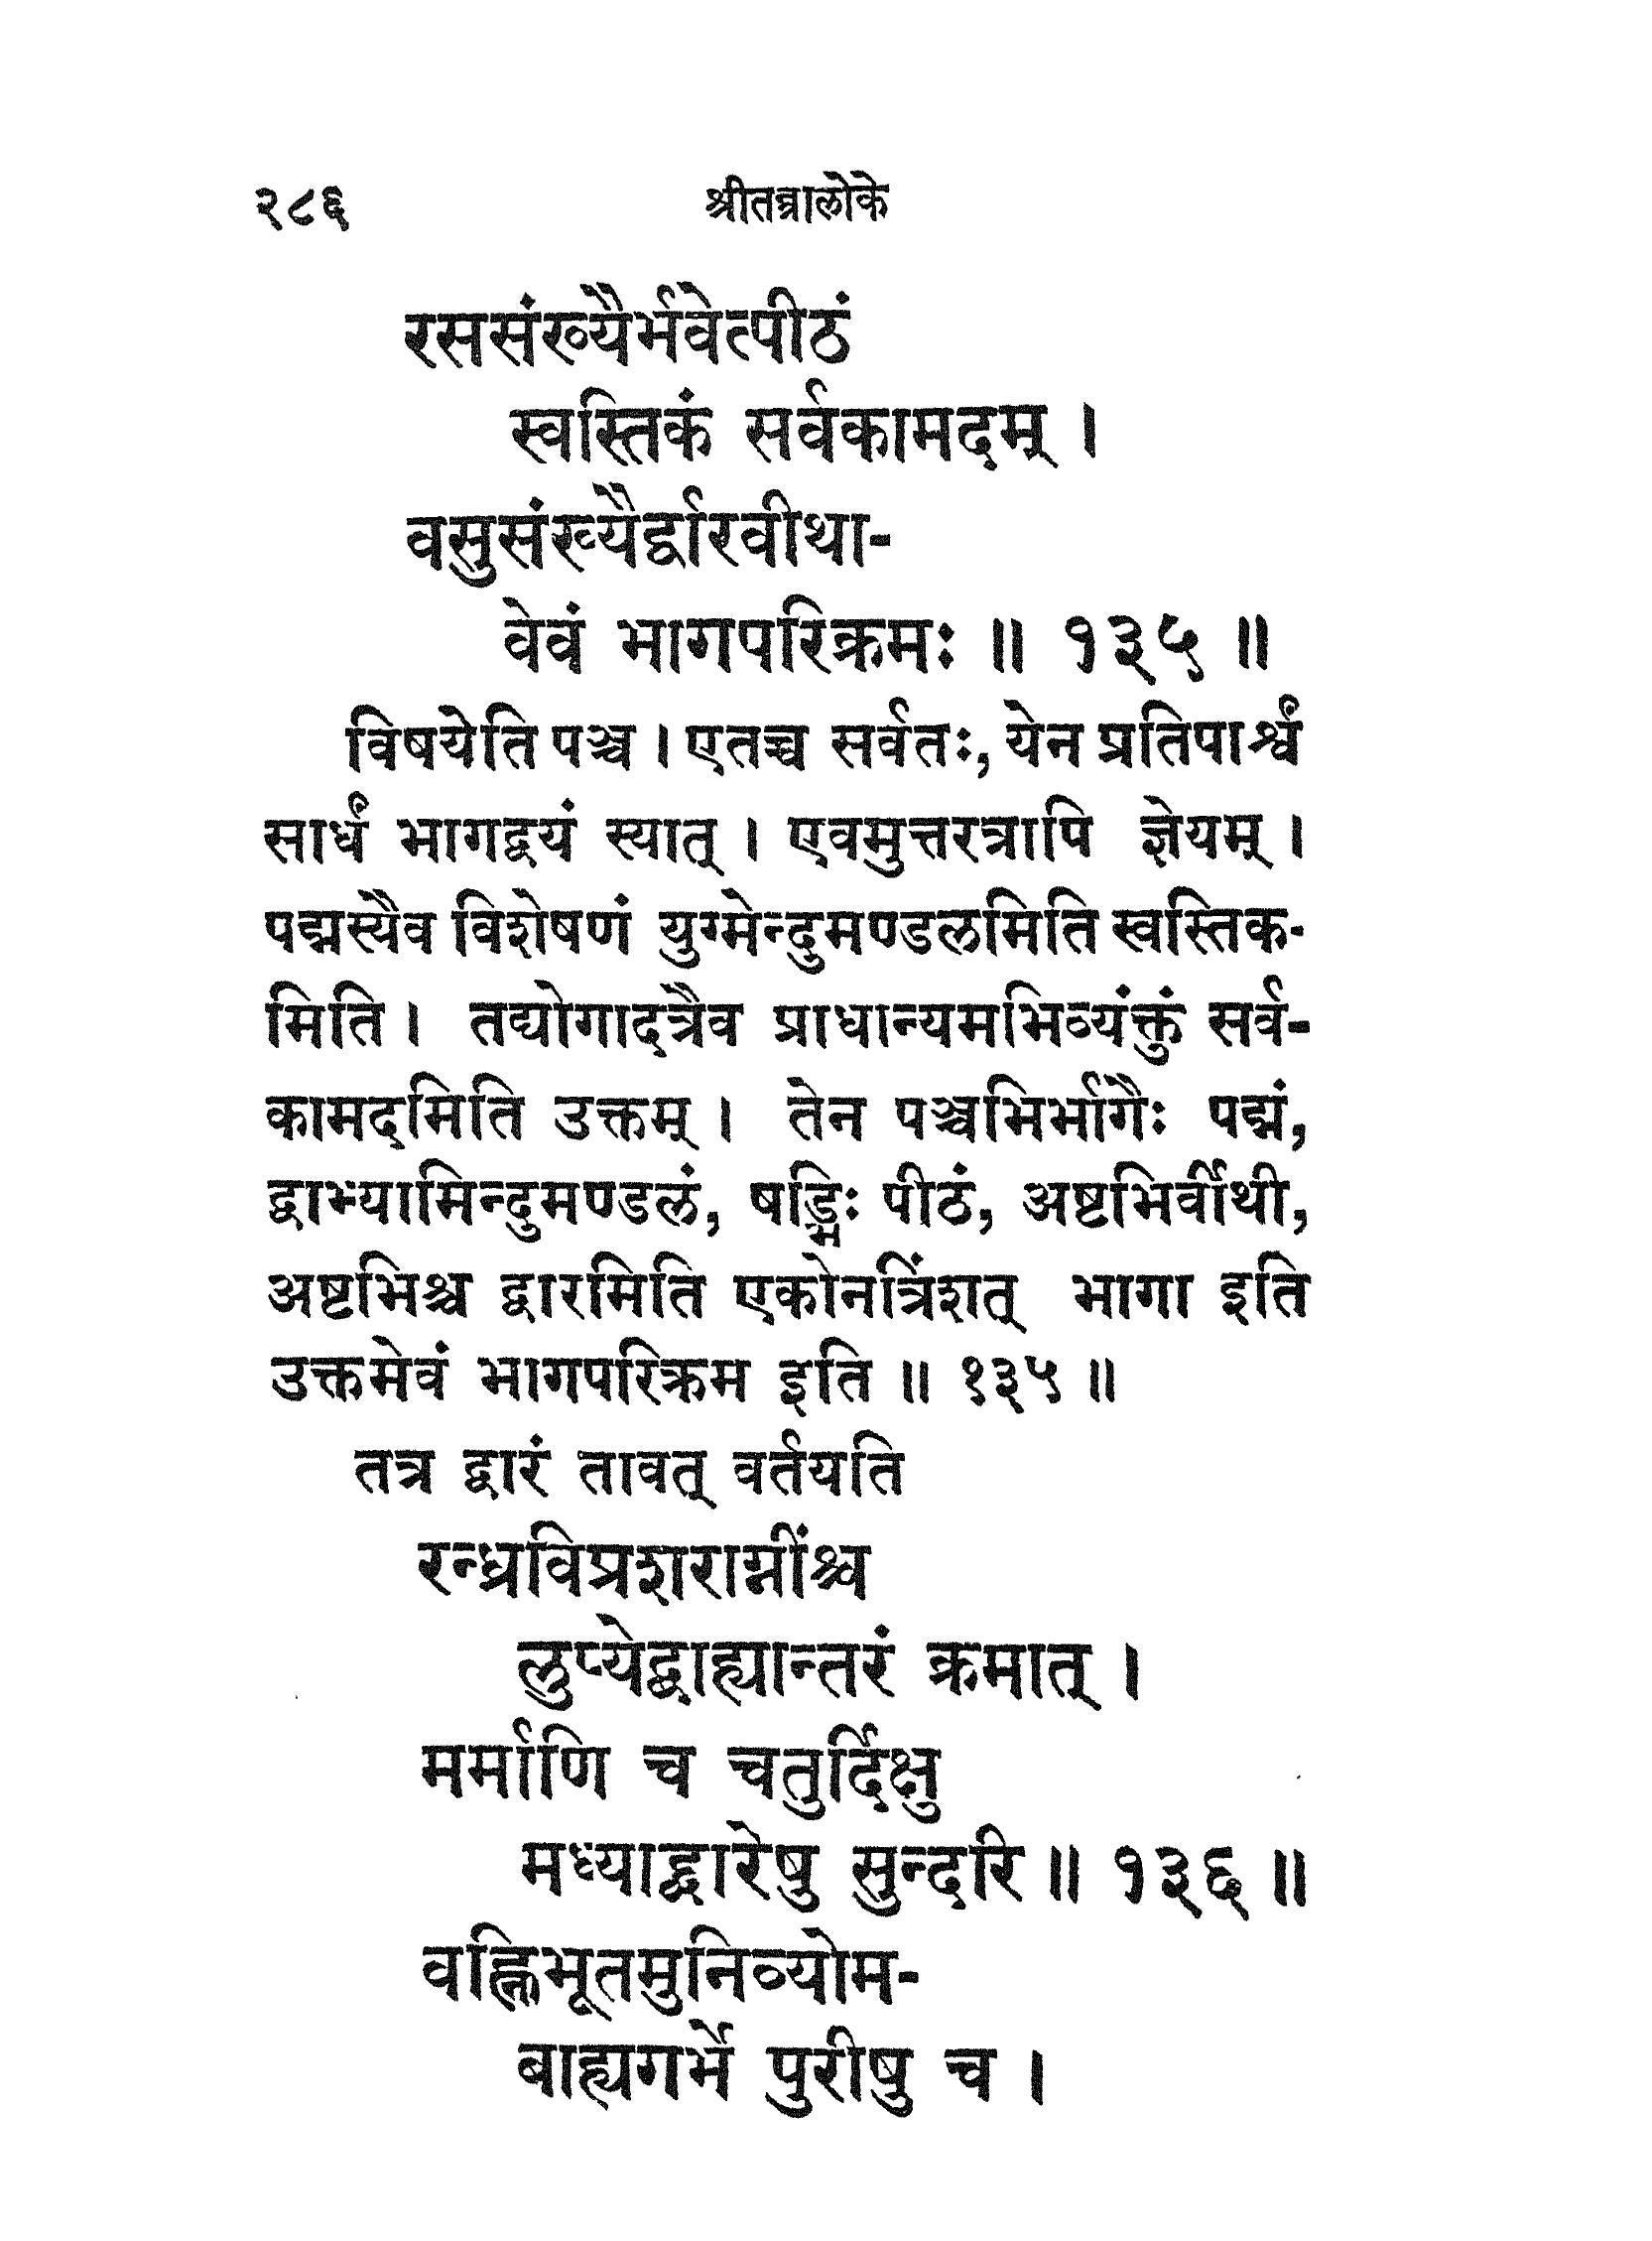 २८६ श्रीतन्त्रालोके
रससंख्यैर्भवेत्पीठं
स्वस्तिकं सर्वकामदम् ।
वसुसंख्यैर्द्वारवीथा-
वेवं भागपरिक्रमः ॥ १३५ ॥
विषयेति पञ्च । एतच्च सर्वतः, येन प्रतिपार्श्वं
सार्धं भागद्वयं स्यात् । एवमुत्तरत्रापि ज्ञेयम् ।
पद्मस्यैव विशेषणं युग्मेन्दुमण्डलमिति स्वस्तिक-
मिति । तद्योगादत्रैव प्राधान्यमभिव्यंक्तुं सर्व-
कामदमिति उक्तम् । तेन पञ्चभिर्भागैः पद्मं,
द्वाभ्यामिन्दुमण्डलं, षड्भिः पीठं, अष्टभिर्वीथी,
अष्टभिश्च द्वारमिति एकोनत्रिंशत् भागा इति
उक्तमेवं भागपरिक्रम इति ॥ १३५ ॥
तत्र द्वारं तावत् वर्तयति
रन्ध्रविप्रशराग्नींश्च
लुप्येद्बाह्यान्तरं क्रमात् ।
मर्माणि च चतुर्दिक्षु
मध्याद्द्वारेषु सुन्दरि ॥ १३६ ॥
वह्निभूतमुनिव्योम-
बाह्यगर्भे पुरीषु च ।